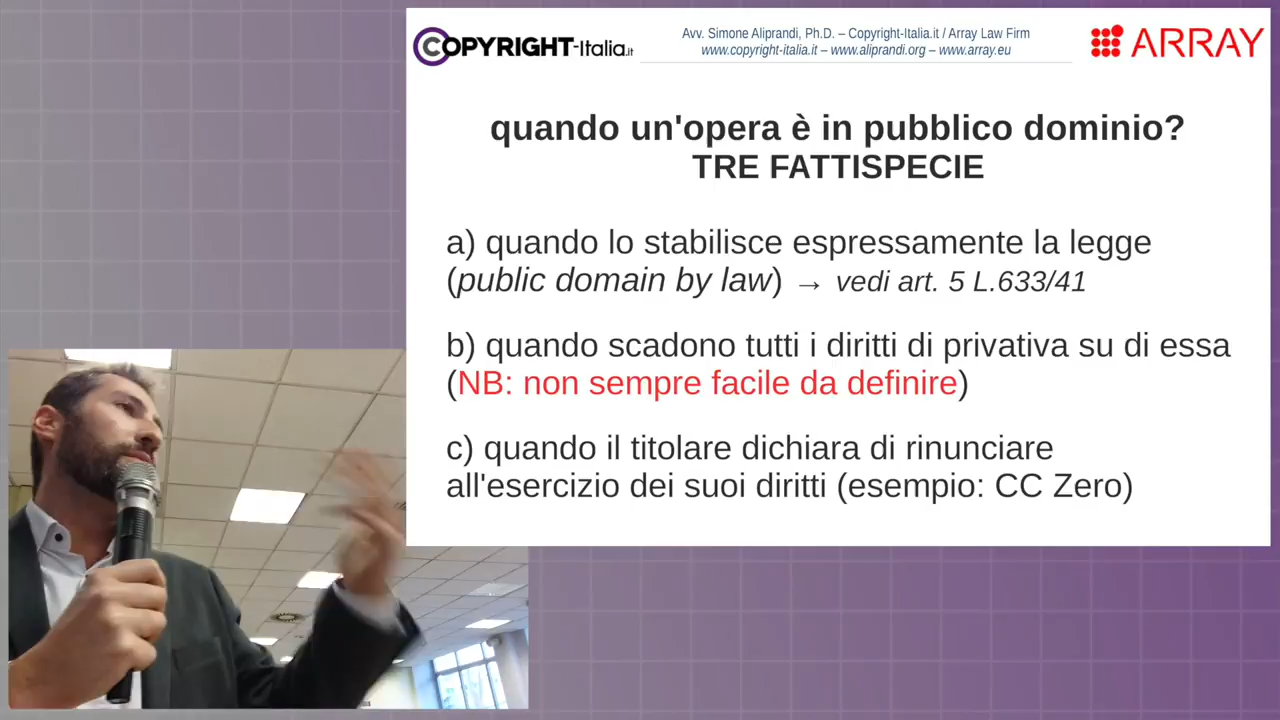 COPYRIGHT-Italia.it
Avv. Simone Aliprandi, Ph.D. – Copyright-Italia.it / Array Law Firm
www.copyright-italia.it – www.aliprandi.org – www.array.eu
ARRAY
quando un'opera è in pubblico dominio?
TRE FATTISPECIE
a) quando lo stabilisce espressamente la legge
(public domain by law) → vedi art. 5 L.633/41
b) quando scadono tutti i diritti di privativa su di essa
(NB: non sempre facile da definire)
c) quando il titolare dichiara di rinunciare
all'esercizio dei suoi diritti (esempio: CC Zero)